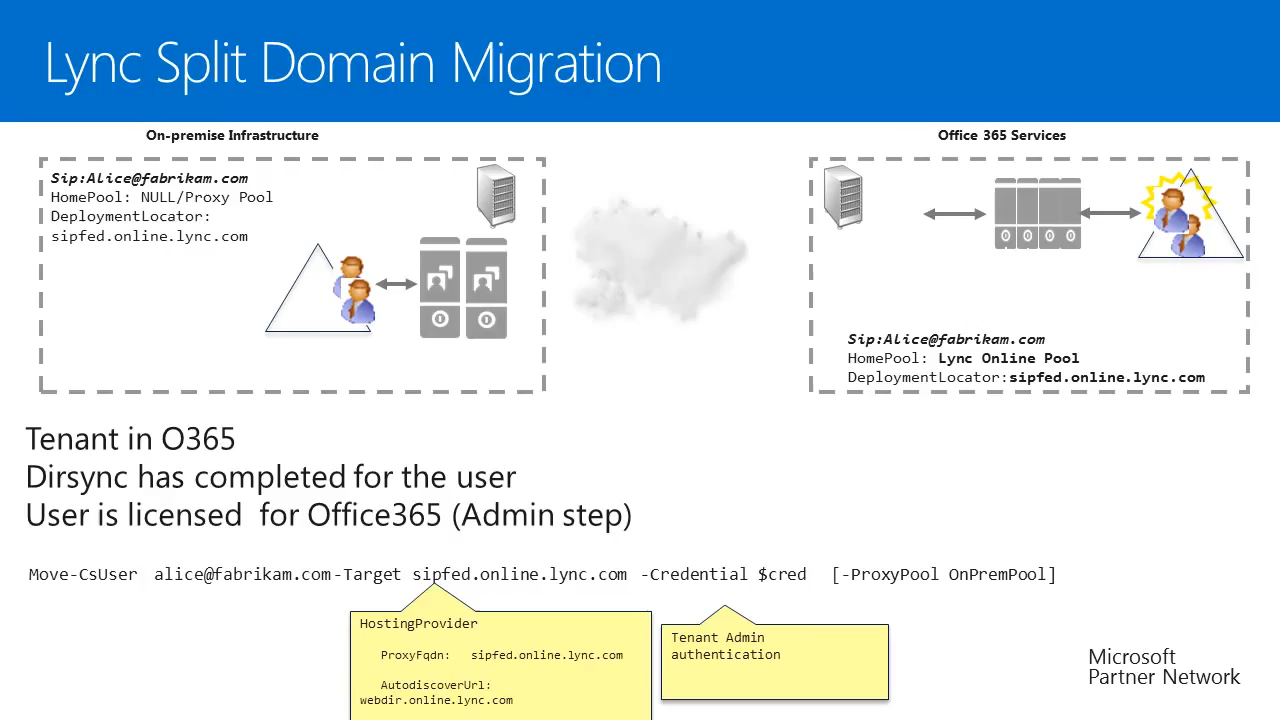 Lync Split Domain Migration
On-premise Infrastructure
Sip:Alice@fabrikam.com
HomePool: NULL/Proxy Pool
DeploymentLocator:
sipfed.online.lync.com
Office 365 Services
Sip:Alice@fabrikam.com
HomePool: Lync Online Pool
DeploymentLocator:sipfed.online.lync.com
Tenant in O365
Dirsync has completed for the user
User is licensed  for Office365 (Admin step)
Move-CsUser  alice@fabrikam.com -Target sipfed.online.lync.com -Credential $cred  [-ProxyPool OnPremPool]
HostingProvider
ProxyFqdn:  sipfed.online.lync.com
AutodiscoverUrl:
webdir.online.lync.com
Tenant Admin
authentication
Microsoft
Partner Network